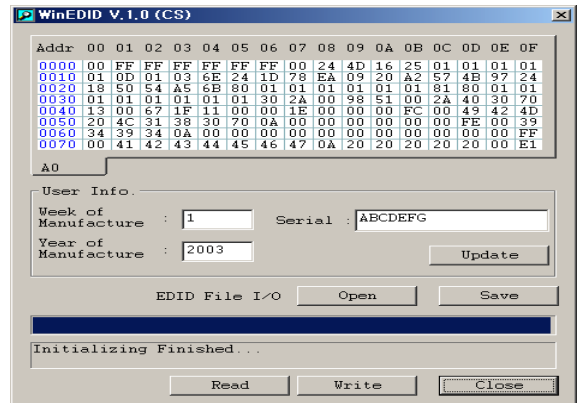 WinEDID V.1.0 (CS)
Addr 00 01 02 03 04 05 06 07 08 09 0A 0B 0C 0D 0E 0F
0000 00 FF FF FF FF FF FF 00 24 4D 16 25 01 01 01 01
0010 01 0D 01 03 6E 24 1D 78 EA 09 20 A2 57 4B 97 24
0020 18 50 54 A5 6B 80 01 01 01 01 01 01 81 80 01 01
0030 01 01 01 01 01 01 30 2A 00 98 51 00 2A 40 30 70
0040 13 00 67 1F 11 00 00 1E 00 00 00 FC 00 49 42 4D
0050 20 4C 31 38 30 70 0A 00 00 00 00 00 00 FE 00 39
0060 34 39 34 0A 00 00 00 00 00 00 00 00 00 00 00 FF
0070 00 41 42 43 44 45 46 47 0A 20 20 20 20 20 00 E1
A0
User Info.
Week of Manufacture : 1 Serial : ABCDEFG
Year of Manufacture : 2003 Update
EDID File I/O Open Save
Initializing Finished...
Read Write Close